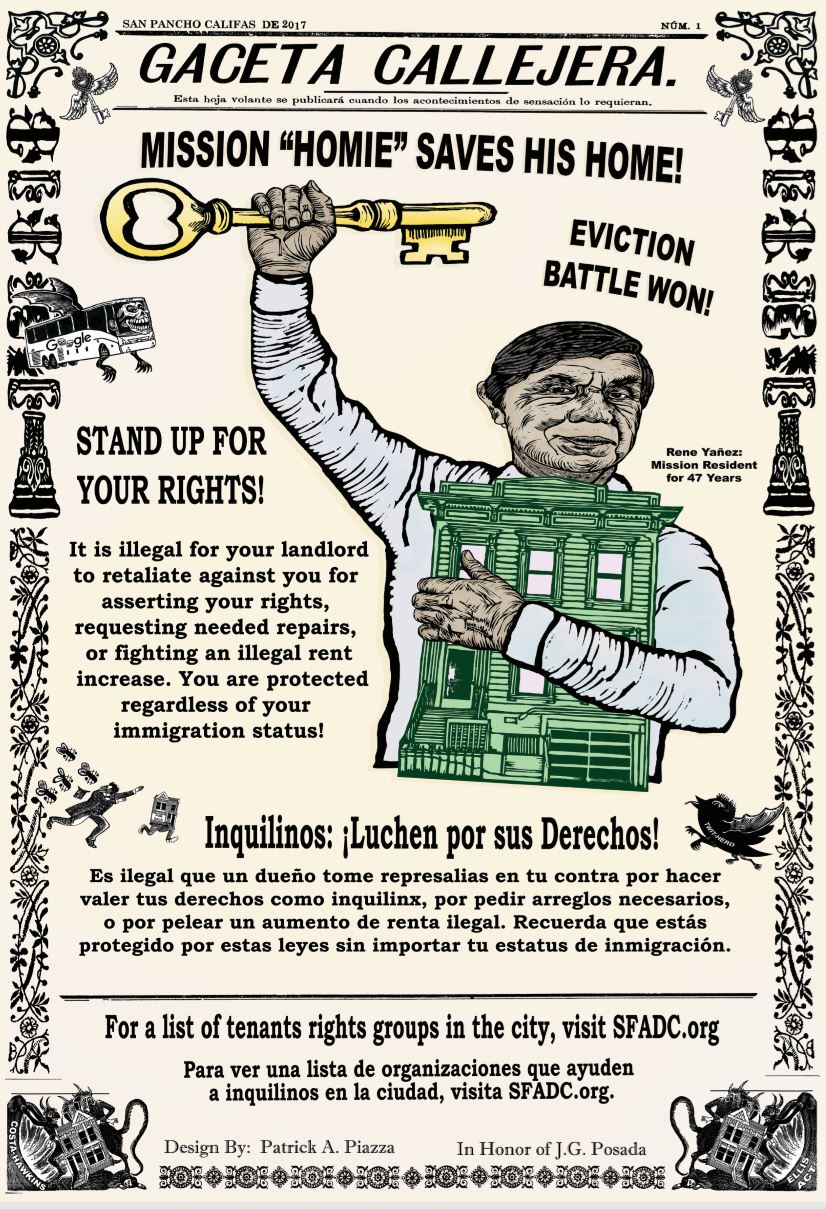 SAN PANCHO CALIFAS DE 2017
NÚM. 1
GACETA CALLEJERA.
Esta hoja volante se publicará cuando los acontecimientos de sensación lo requieran.
MISSION “HOMIE” SAVES HIS HOME!
EVICTION
BATTLE WON!
Google
STAND UP FOR
YOUR RIGHTS!
Rene Yañez:
Mission Resident
for 47 Years
It is illegal for your landlord
to retaliate against you for
asserting your rights,
requesting needed repairs,
or fighting an illegal rent
increase. You are protected
regardless of your
immigration status!
Inquilinos: ¡Luchen por sus Derechos!
Es ilegal que un dueño tome represalias en tu contra por hacer
valer tus derechos como inquilinx, por pedir arreglos necesarios,
o por pelear un aumento de renta ilegal. Recuerda que estás
protegido por estas leyes sin importar tu estatus de inmigración.
For a list of tenants rights groups in the city, visit SFADC.org
Para ver una lista de organizaciones que ayuden
a inquilinos en la ciudad, visita SFADC.org.
COSTA-HAWKINS
Design By: Patrick A. Piazza
In Honor of J.G. Posada
ELLIS
ACT